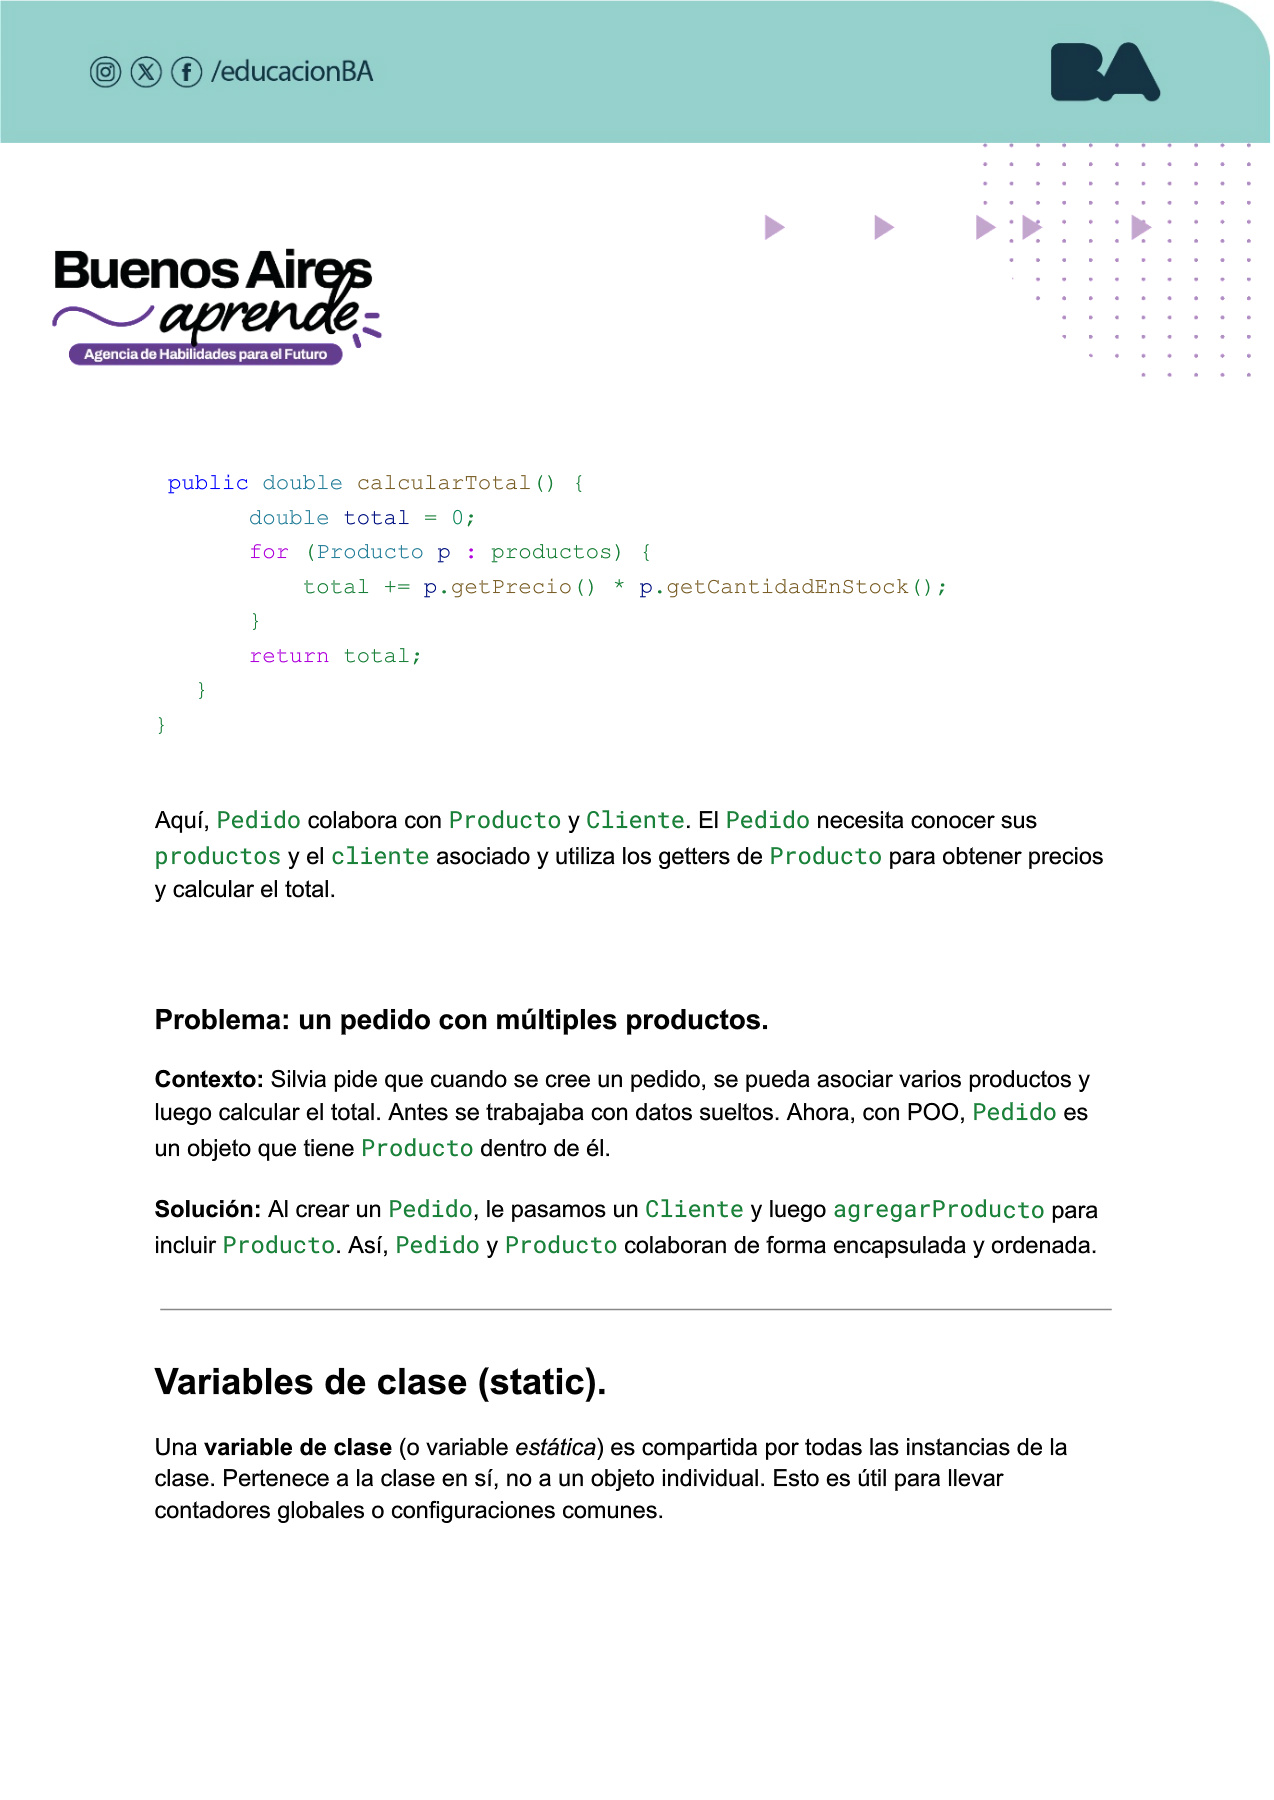 /educacionBA
BA
Buenos Aires
aprende
Agencia de Habilidades para el Futuro
public double calcularTotal() {
double total = 0;
for (Producto p : productos) {
total += p.getPrecio() * p.getCantidadEnStock();
}
return total;
}
}
Aquí, Pedido colabora con Producto y Cliente. El Pedido necesita conocer sus
productos y el cliente asociado y utiliza los getters de Producto para obtener precios
y calcular el total.
Problema: un pedido con múltiples productos.
Contexto: Silvia pide que cuando se cree un pedido, se pueda asociar varios productos y
luego calcular el total. Antes se trabajaba con datos sueltos. Ahora, con POO, Pedido es
un objeto que tiene Producto dentro de él.
Solución: Al crear un Pedido, le pasamos un Cliente y luego agregarProducto para
incluir Producto. Así, Pedido y Producto colaboran de forma encapsulada y ordenada.
Variables de clase (static).
Una variable de clase (o variable estática) es compartida por todas las instancias de la
clase. Pertenece a la clase en sí, no a un objeto individual. Esto es útil para llevar
contadores globales o configuraciones comunes.